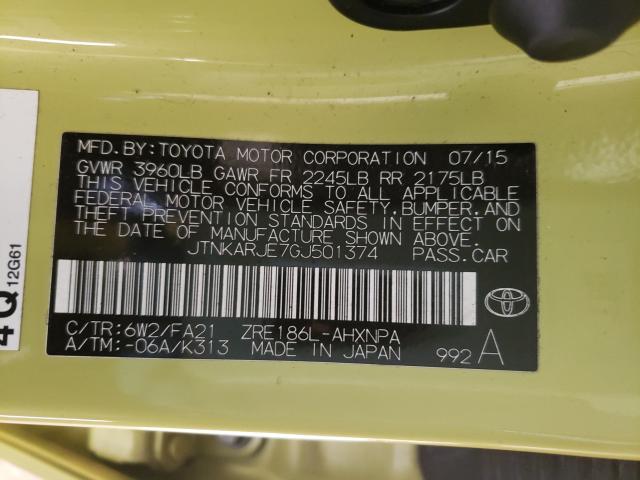 MFD. BY: TOYOTA MOTOR CORPORATION 07/15
GVWR 3960LB GAWR FR 2245LB RR 2175LB
THIS VEHICLE CONFORMS TO ALL APPLICABLE
FEDERAL MOTOR VEHICLE SAFETY, BUMPER, AND
THEFT PREVENTION STANDARDS IN EFFECT ON
THE DATE OF MANUFACTURE SHOWN ABOVE.
JTNKARJE7GJ501374 PASS. CAR
C/TR: 6W2/FA21 ZRE186L-AHXNPA
A/TM: -06A/K313 MADE IN JAPAN 992 A
4Q
12G61